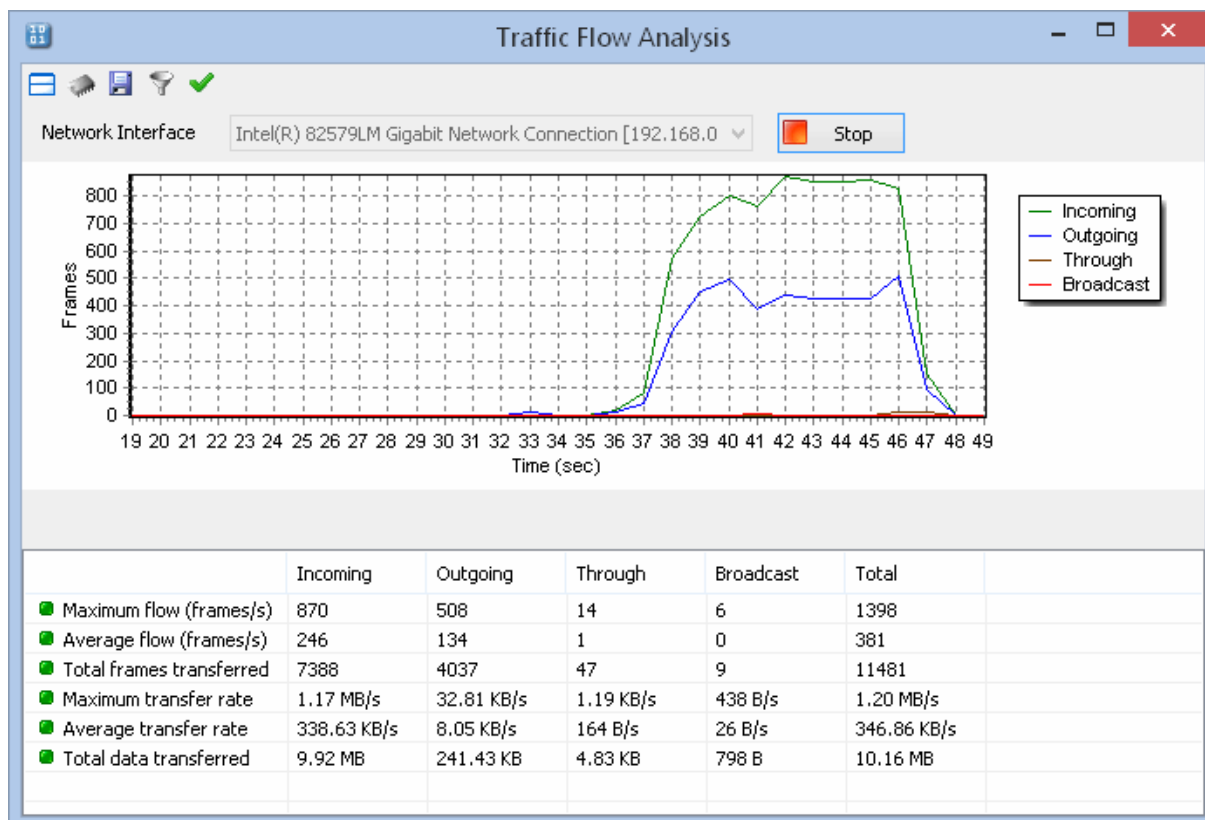 10
01
Traffic Flow Analysis
Network Interface Intel(R) 82579LM Gigabit Network Connection [192.168.0 Stop
800
700
600
500
400
300
200
100
0
Frames
19 20 21 22 23 24 25 26 27 28 29 30 31 32 33 34 35 36 37 38 39 40 41 42 43 44 45 46 47 48 49
Time (sec)
Incoming
Outgoing
Through
Broadcast
Incoming Outgoing Through Broadcast Total
Maximum flow (frames/s) 870 508 14 6 1398
Average flow (frames/s) 246 134 1 0 381
Total frames transferred 7388 4037 47 9 11481
Maximum transfer rate 1.17 MB/s 32.81 KB/s 1.19 KB/s 438 B/s 1.20 MB/s
Average transfer rate 338.63 KB/s 8.05 KB/s 164 B/s 26 B/s 346.86 KB/s
Total data transferred 9.92 MB 241.43 KB 4.83 KB 798 B 10.16 MB